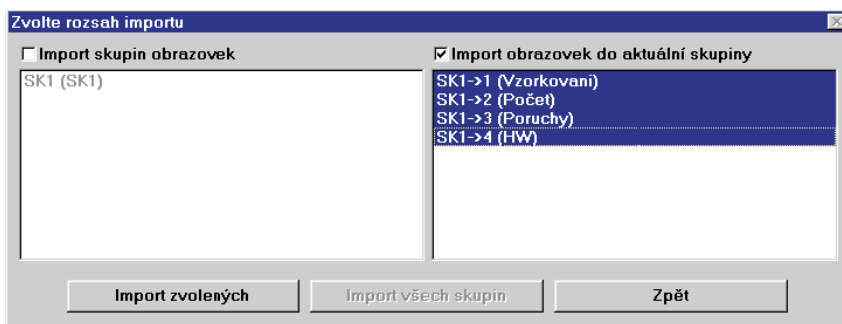 Zvolte rozsah importu
Import skupin obrazovek
SK1 (SK1)
Import obrazovek do aktuální skupiny
SK1->1 (Vzorkovani)
SK1->2 (Počet)
SK1->3 (Poruchy)
SK1->4 (HW)
Import zvolených
Import všech skupin
Zpět